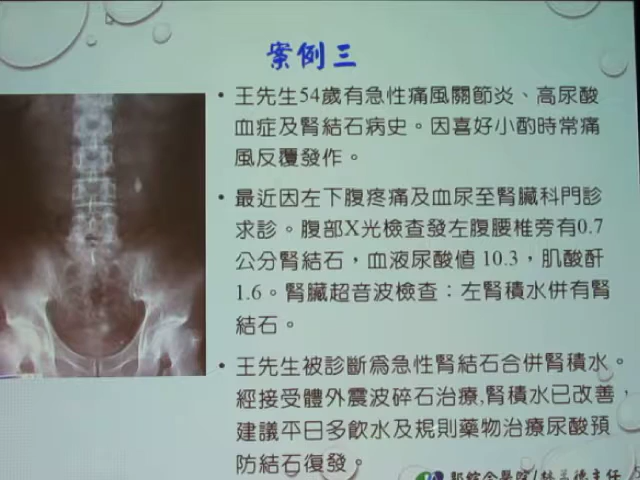 案例三
• 王先生54歲有急性痛風關節炎、高尿酸
血症及腎結石病史。因喜好小酌時常痛
風反覆發作。
• 最近因左下腹疼痛及血尿至腎臟科門診
求診。腹部X光檢查發左腹腰椎旁有0.7
公分腎結石，血液尿酸值 10.3，肌酸酐
1.6。腎臟超音波檢查：左腎積水併有腎
結石。
• 王先生被診斷為急性腎結石合併腎積水。
經接受體外震波碎石治療,腎積水已改善，
建議平日多飲水及規則藥物治療尿酸預
防結石復發。